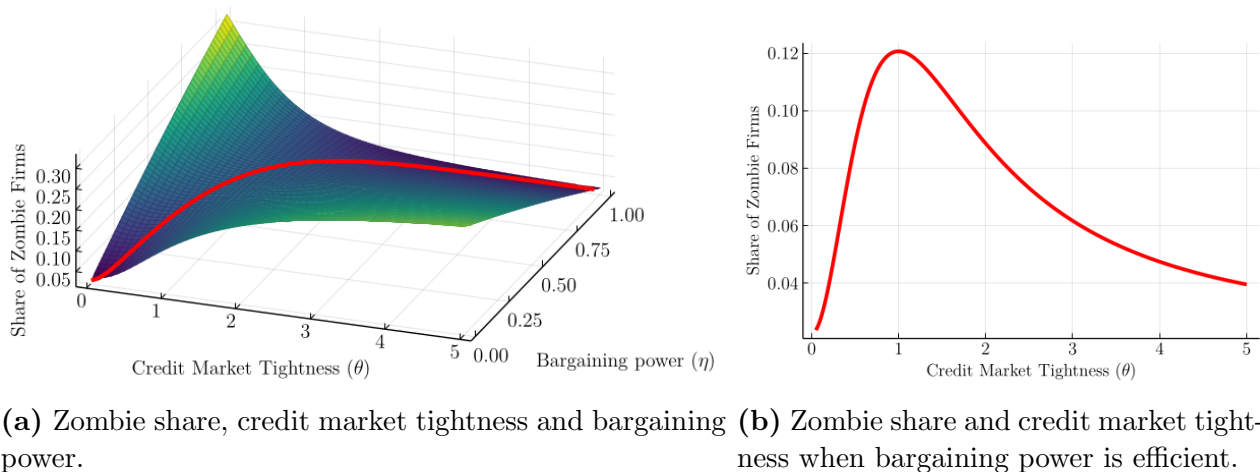 Share of Zombie Firms
0.30
0.25
0.20
0.15
0.10
0.05
0
1
2
3
4
5
Credit Market Tightness (θ)
0.00
0.25
0.50
0.75
1.00
Bargaining power (η)
Share of Zombie Firms
0.12
0.10
0.08
0.06
0.04
0 1 2 3 4 5
Credit Market Tightness (θ)
(a) Zombie share, credit market tightness and bargaining
power.
(b) Zombie share and credit market tight-
ness when bargaining power is efficient.